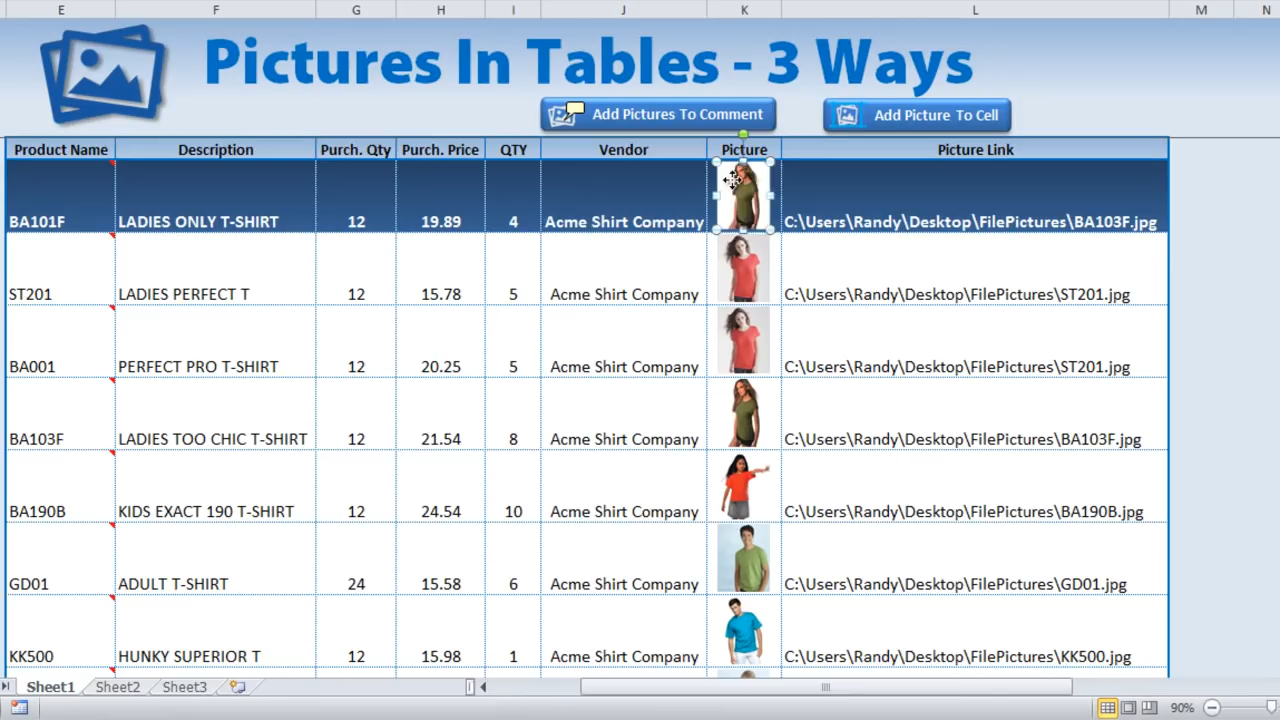 E F G H I J K L M N
Pictures In Tables - 3 Ways
Add Pictures To Comment Add Picture To Cell
Product Name Description Purch. Qty Purch. Price QTY Vendor Picture Picture Link
BA101F LADIES ONLY T-SHIRT 12 19.89 4 Acme Shirt Company C:\Users\Randy\Desktop\FilePictures\BA103F.jpg
ST201 LADIES PERFECT T 12 15.78 5 Acme Shirt Company C:\Users\Randy\Desktop\FilePictures\ST201.jpg
BA001 PERFECT PRO T-SHIRT 12 20.25 5 Acme Shirt Company C:\Users\Randy\Desktop\FilePictures\ST201.jpg
BA103F LADIES TOO CHIC T-SHIRT 12 21.54 8 Acme Shirt Company C:\Users\Randy\Desktop\FilePictures\BA103F.jpg
BA190B KIDS EXACT 190 T-SHIRT 12 24.54 10 Acme Shirt Company C:\Users\Randy\Desktop\FilePictures\BA190B.jpg
GD01 ADULT T-SHIRT 24 15.58 6 Acme Shirt Company C:\Users\Randy\Desktop\FilePictures\GD01.jpg
KK500 HUNKY SUPERIOR T 12 15.98 1 Acme Shirt Company C:\Users\Randy\Desktop\FilePictures\KK500.jpg
Sheet1 Sheet2 Sheet3
90%